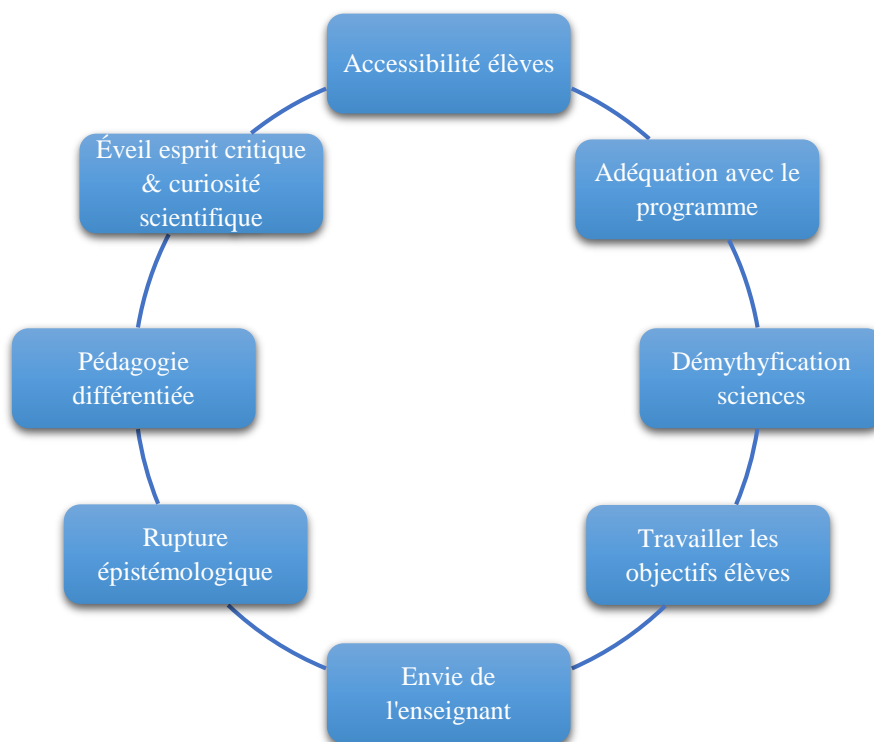 Accessibilité élèves
Adéquation avec le
programme
Démythyfication
sciences
Travailler les
objectifs élèves
Envie de
l'enseignant
Rupture
épistémologique
Pédagogie
différentiée
Éveil esprit critique
& curiosité
scientifique